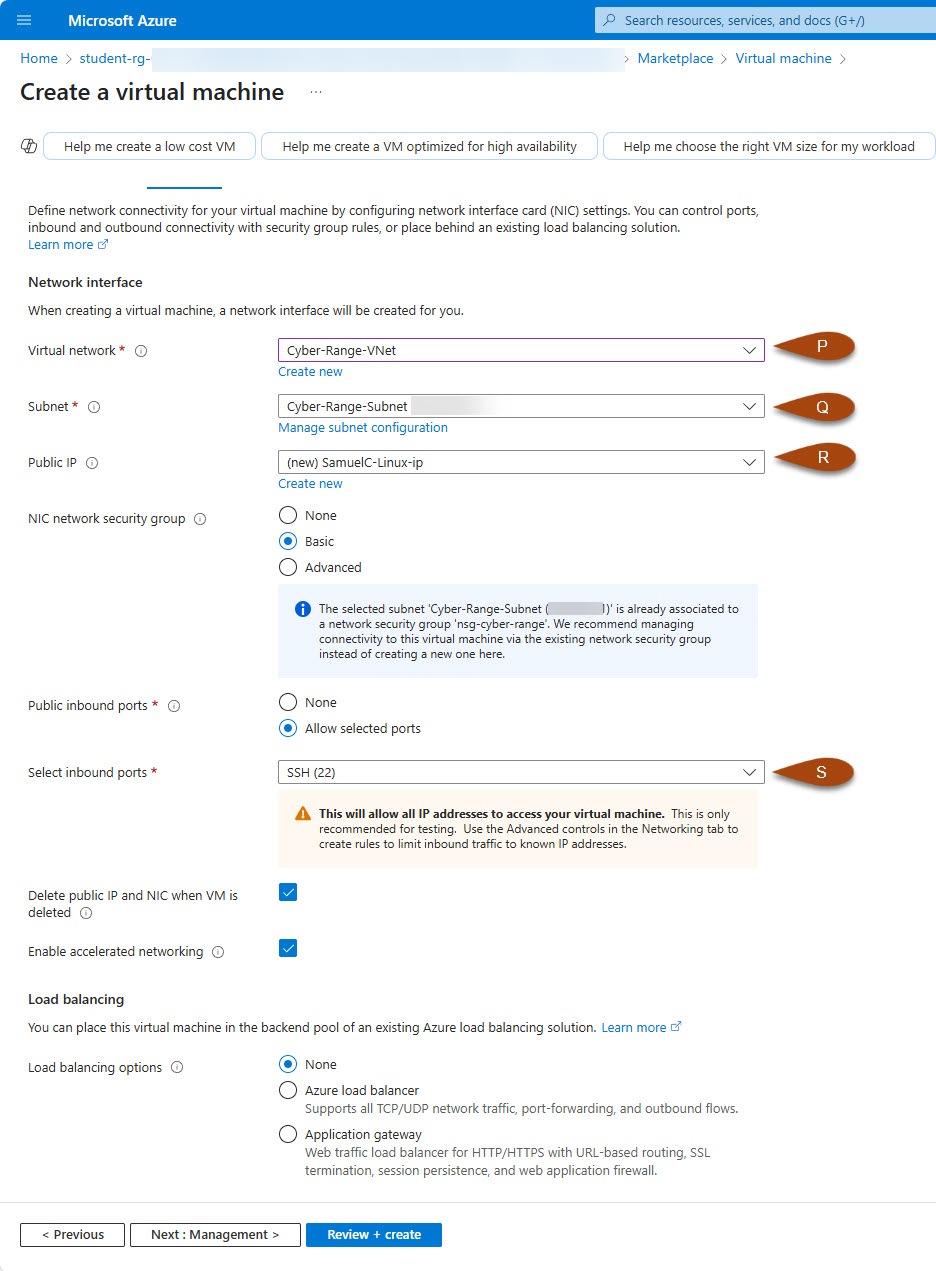 Microsoft Azure
Search resources, services, and docs (G+/)
Home > student-rg- > Marketplace > Virtual machine >
Create a virtual machine ...
Help me create a low cost VM
Help me create a VM optimized for high availability
Help me choose the right VM size for my workload
Define network connectivity for your virtual machine by configuring network interface card (NIC) settings. You can control ports,
inbound and outbound connectivity with security group rules, or place behind an existing load balancing solution.
Learn more
Network interface
When creating a virtual machine, a network interface will be created for you.
Virtual network *
Cyber-Range-VNet
P
Create new
Subnet *
Cyber-Range-Subnet
Q
Manage subnet configuration
Public IP
(new) SamuelC-Linux-ip
R
Create new
NIC network security group
None
Basic
Advanced
The selected subnet 'Cyber-Range-Subnet ( )' is already associated to
a network security group 'nsg-cyber-range'. We recommend managing
connectivity to this virtual machine via the existing network security group
instead of creating a new one here.
Public inbound ports *
None
Allow selected ports
Select inbound ports *
SSH (22)
S
This will allow all IP addresses to access your virtual machine. This is only
recommended for testing. Use the Advanced controls in the Networking tab to
create rules to limit inbound traffic to known IP addresses.
Delete public IP and NIC when VM is
deleted
Enable accelerated networking
Load balancing
You can place this virtual machine in the backend pool of an existing Azure load balancing solution. Learn more
Load balancing options
None
Azure load balancer
Supports all TCP/UDP network traffic, port-forwarding, and outbound flows.
Application gateway
Web traffic load balancer for HTTP/HTTPS with URL-based routing, SSL
termination, session persistence, and web application firewall.
< Previous
Next : Management >
Review + create